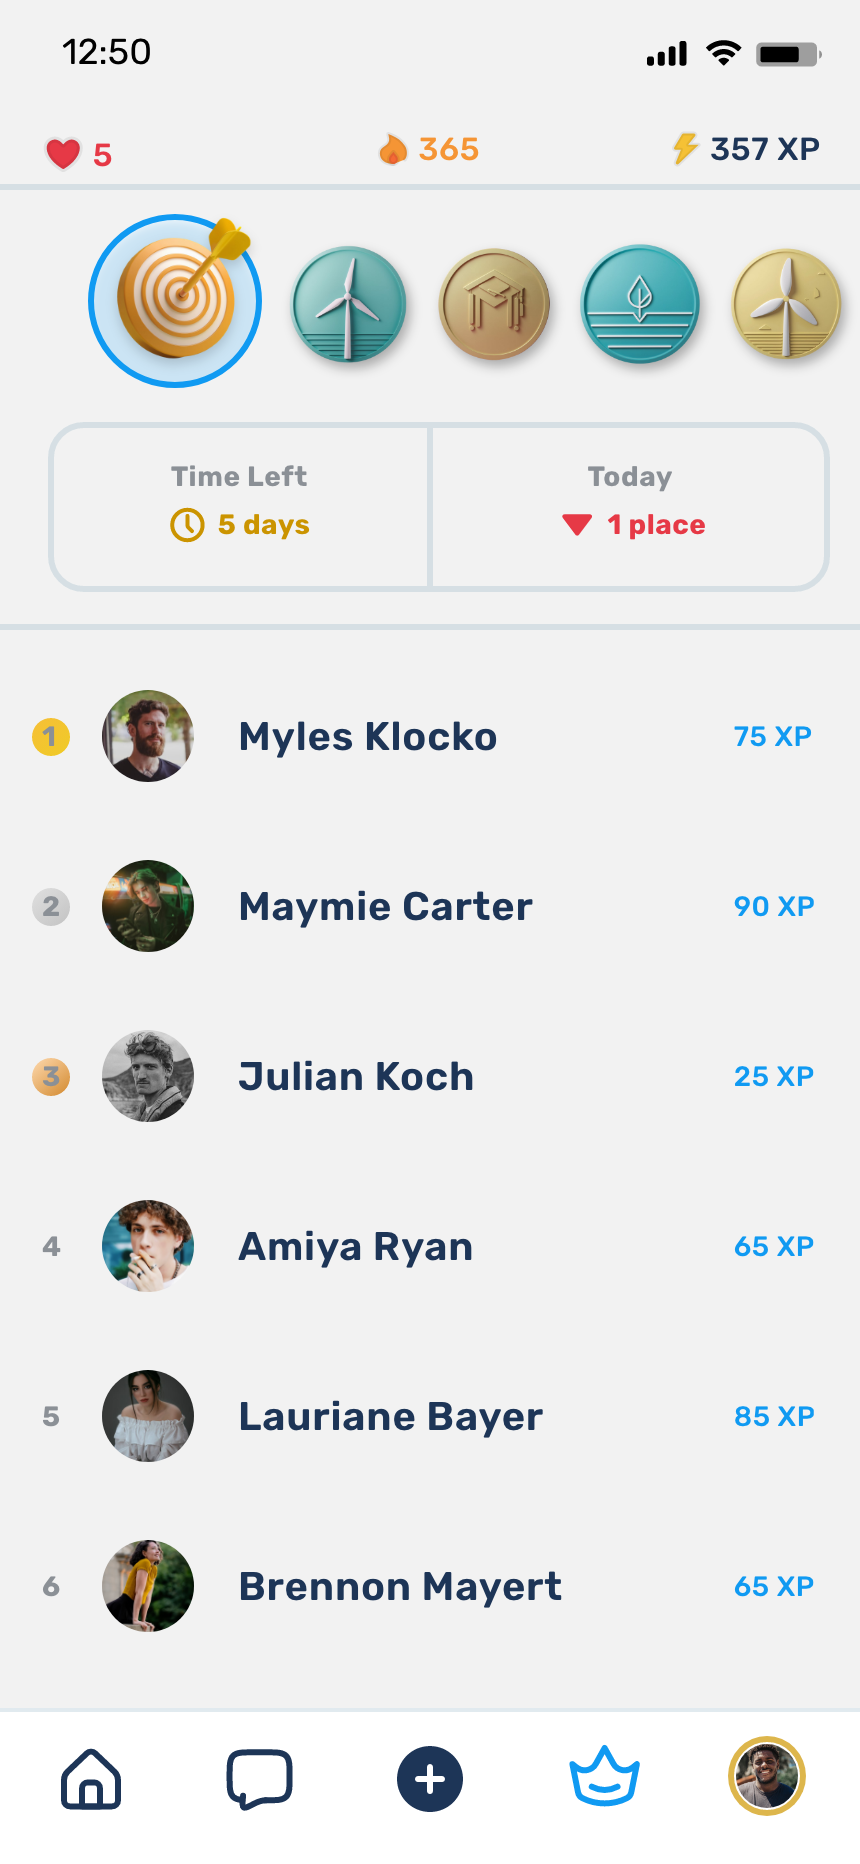 12:50
5
365
357 XP
Time Left
5 days
Today
1 place
1
Myles Klocko
75 XP
2
Maymie Carter
90 XP
3
Julian Koch
25 XP
4
Amiya Ryan
65 XP
5
Lauriane Bayer
85 XP
6
Brennon Mayert
65 XP